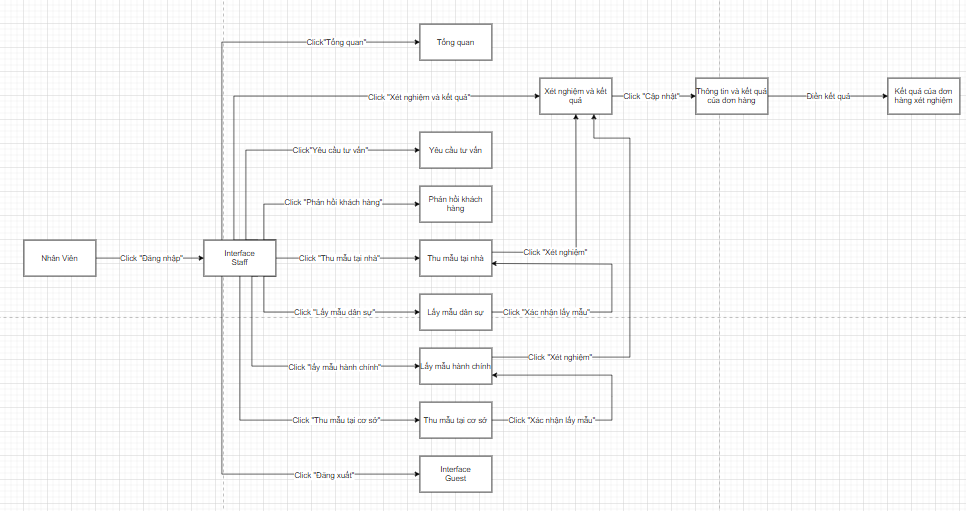 Click"Tổng quan"
Tổng quan
Click "Xét nghiệm và kết quả"
Xét nghiệm và kết
quả
Click "Cập nhật"
Thông tin và kết quả
của đơn hàng
Điền kết quả
Kết quả của đơn
hàng xét nghiệm
Click"Yêu cầu tư vấn"
Yêu cầu tư vấn
Click "Phản hồi khách hàng"
Phản hồi khách
hàng
Nhân Viên
Click "Đăng nhập"
Interface
Staff
Click "Thu mẫu tại nhà"
Thu mẫu tại nhà
Click "Xét nghiệm"
Click "Lấy mẫu dân sự"
Lấy mẫu dân sự
Click "Xác nhận lấy mẫu"
Click "lấy mẫu hành chính"
Lấy mẫu hành chính
Click "Xét nghiệm"
Click "Thu mẫu tại cơ sở"
Thu mẫu tại cơ sở
Click "Xác nhận lấy mẫu"
Click "Đăng xuất"
Interface
Guest